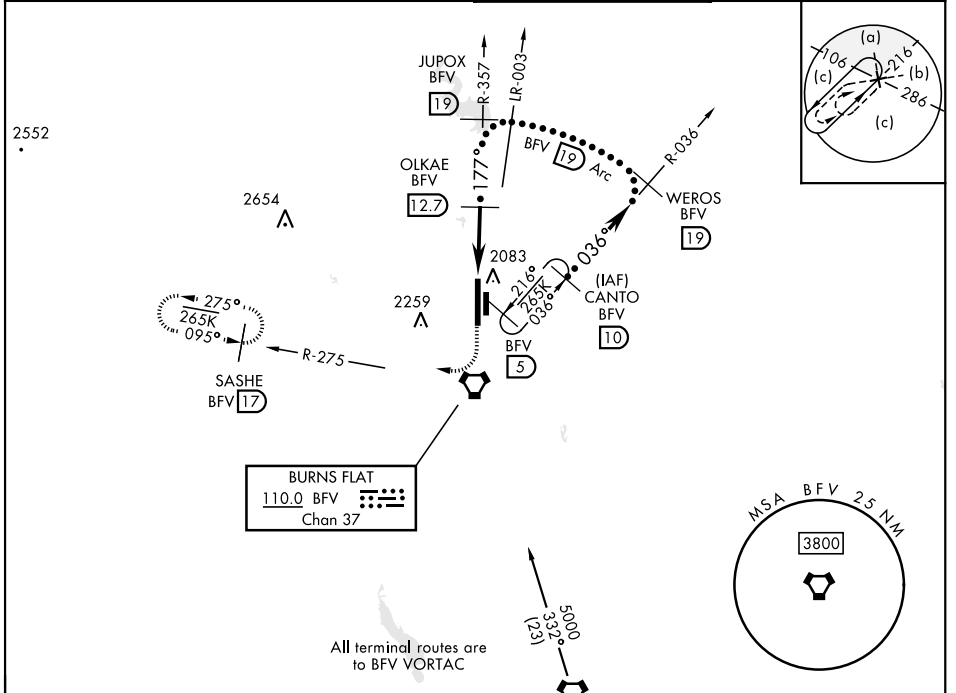 JUPOX
BFV
19
R-357
LR-003
BFV 19 Arc
R-036
WEROS
BFV
19
OLKAE
BFV
12.7
177°
2552
2654
2083
2259
216°
265K
036°
036°
(IAF)
CANTO
BFV
10
BFV
5
275°
265K
095°
R-275
SASHE
BFV 17
(a)
106
216
(c)
(b)
286
(c)
BURNS FLAT
110.0 BFV
Chan 37
MSA BFV 25 NM
3800
5000
332°
(23)
All terminal routes are
to BFV VORTAC